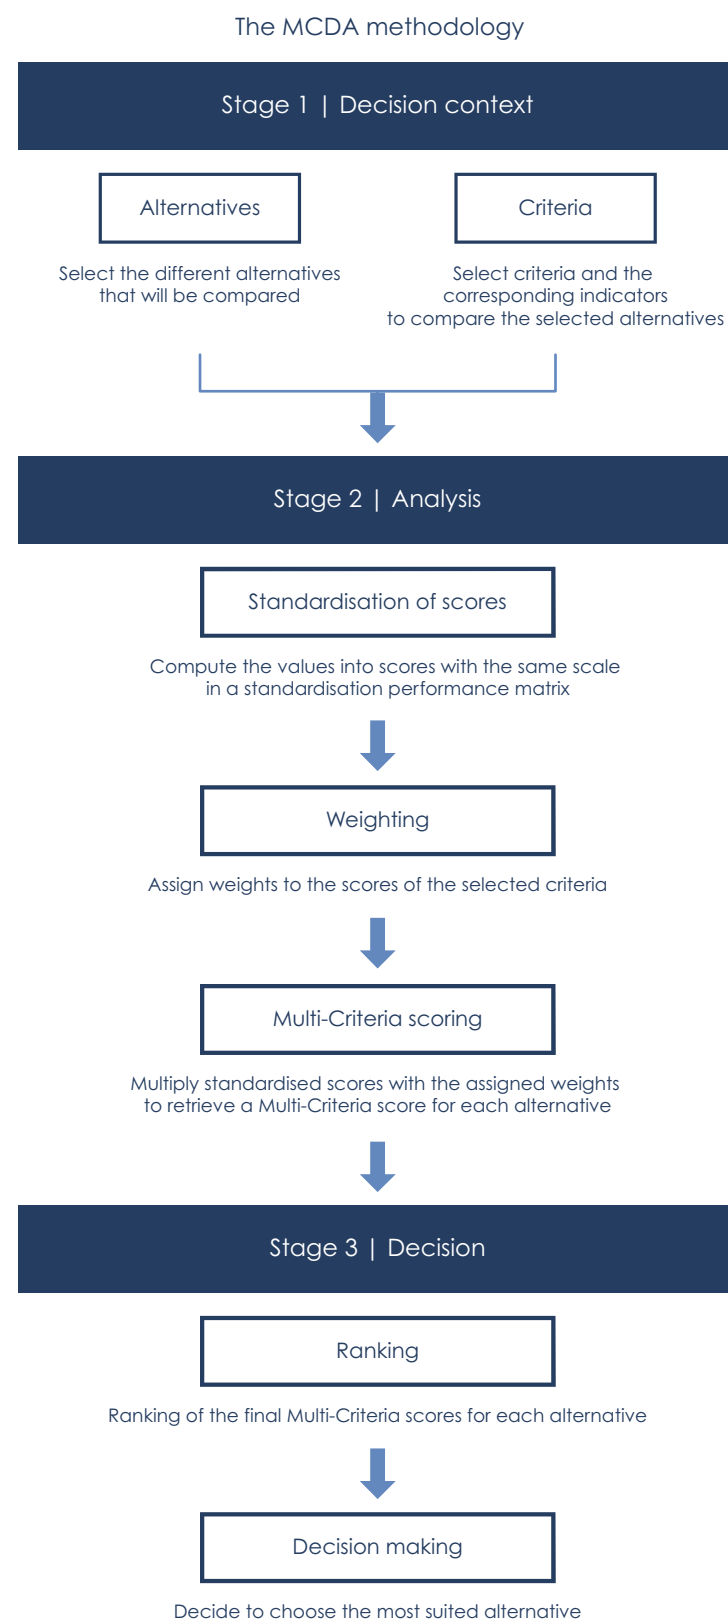 The MCDA methodology
Stage 1 | Decision context
Alternatives
Select the different alternatives
that will be compared
Criteria
Select criteria and the
corresponding indicators
to compare the selected alternatives
Stage 2 | Analysis
Standardisation of scores
Compute the values into scores with the same scale
in a standardisation performance matrix
Weighting
Assign weights to the scores of the selected criteria
Multi-Criteria scoring
Multiply standardised scores with the assigned weights
to retrieve a Multi-Criteria score for each alternative
Stage 3 | Decision
Ranking
Ranking of the final Multi-Criteria scores for each alternative
Decision making
Decide to choose the most suited alternative